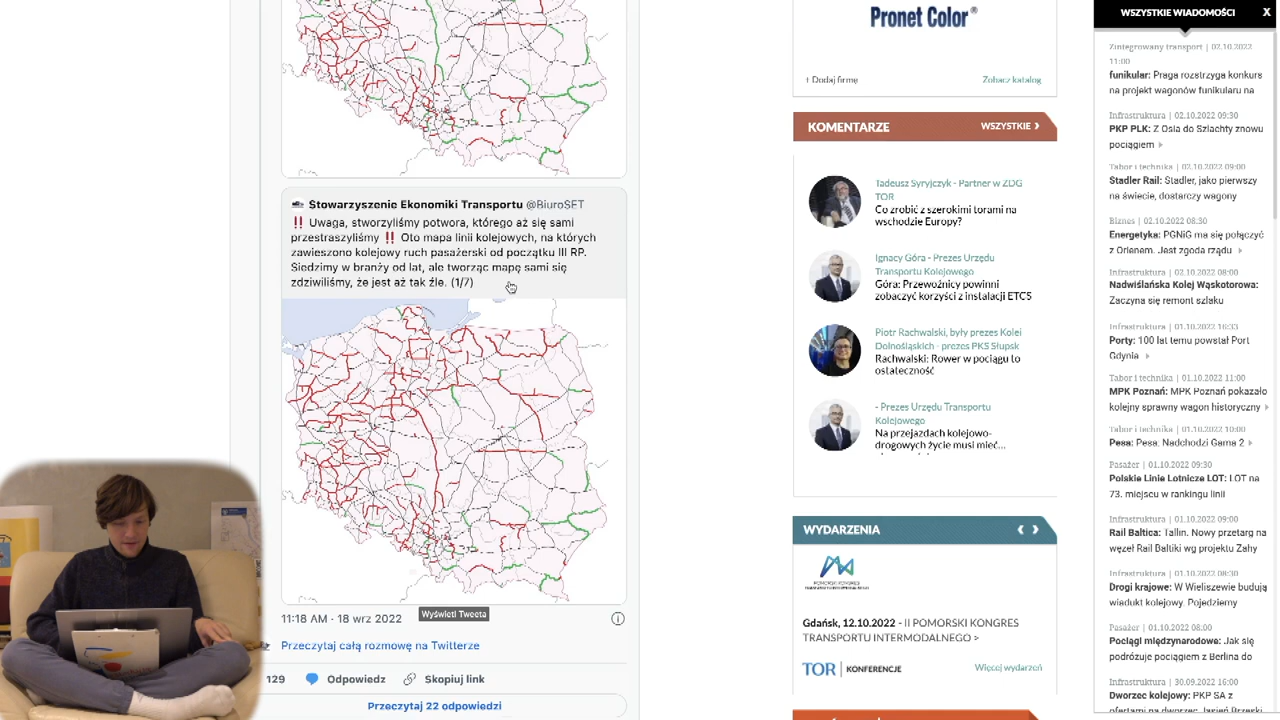 Stowarzyszenie Ekonomiki Transportu @BiuroSET
‼ Uwaga, stworzyliśmy potwora, którego aż się sami
przestraszyliśmy ‼ Oto mapa linii kolejowych, na których
zawieszono kolejowy ruch pasażerski od początku III RP.
Siedzimy w branży od lat, ale tworząc mapę sami się
zdziwiliśmy, że jest aż tak źle. (1/7)
Wyświetl Tweeta
11:18 AM · 18 wrz 2022
Przeczytaj całą rozmowę na Twitterze
129 Odpowiedz Skopiuj link
Przeczytaj 22 odpowiedzi
Pronet Color®
+ Dodaj firmę Zobacz katalog
KOMENTARZE WSZYSTKIE
Tadeusz Syryjczyk - Partner w ZDG
TOR
Co zrobić z szerokimi torami na
wschodzie Europy?
Ignacy Góra - Prezes Urzędu
Transportu Kolejowego
Góra: Przewoźnicy powinni
zobaczyć korzyści z instalacji ETCS
Piotr Rachwalski, były prezes Kolei
Dolnośląskich - prezes PKS Słupsk
Rachwalski: Rower w pociągu to
ostateczność
- Prezes Urzędu Transportu
Kolejowego
Na przejazdach kolejowo-
drogowych życie musi mieć...
WYDARZENIA
Gdańsk, 12.10.2022 - II POMORSKI KONGRES
TRANSPORTU INTERMODALNEGO >
TOR | KONFERENCJE Więcej wydarzeń
WSZYSTKIE WIADOMOŚCI X
Zintegrowany transport | 02.10.2022
11:00
funikular: Praga rozstrzyga konkurs
na projekt wagonów funikularu na
Infrastruktura | 02.10.2022 09:30
PKP PLK: Z Osia do Szlachty znowu
pociągiem
Tabor i technika | 02.10.2022 09:00
Stadler Rail: Stadler, jako pierwszy
na świecie, dostarczy wagony
Biznes | 02.10.2022 08:30
Energetyka: PGNiG ma się połączyć
z Orlenem. Jest zgoda rządu
Infrastruktura | 02.10.2022 08:00
Nadwiślańska Kolej Wąskotorowa:
Zaczyna się remont szlaku
Infrastruktura | 01.10.2022 16:33
Porty: 100 lat temu powstał Port
Gdynia
Tabor i technika | 01.10.2022 11:00
MPK Poznań: MPK Poznań pokazało
kolejny sprawny wagon historyczny
Tabor i technika | 01.10.2022 10:00
Pesa: Pesa: Nadchodzi Gama 2
Pasażer | 01.10.2022 09:30
Polskie Linie Lotnicze LOT: LOT na
73. miejscu w rankingu linii
Infrastruktura | 01.10.2022 09:00
Rail Baltica: Tallin. Nowy przetarg na
węzeł Rail Baltiki wg projektu Zahy
Infrastruktura | 01.10.2022 08:30
Drogi krajowe: W Wieliszewie budują
wiadukt kolejowy. Pojedziemy
Pasażer | 01.10.2022 08:00
Pociągi międzynarodowe: Jak się
podróżuje pociągiem z Berlina do
Infrastruktura | 30.09.2022 16:00
Dworzec kolejowy: PKP SA z